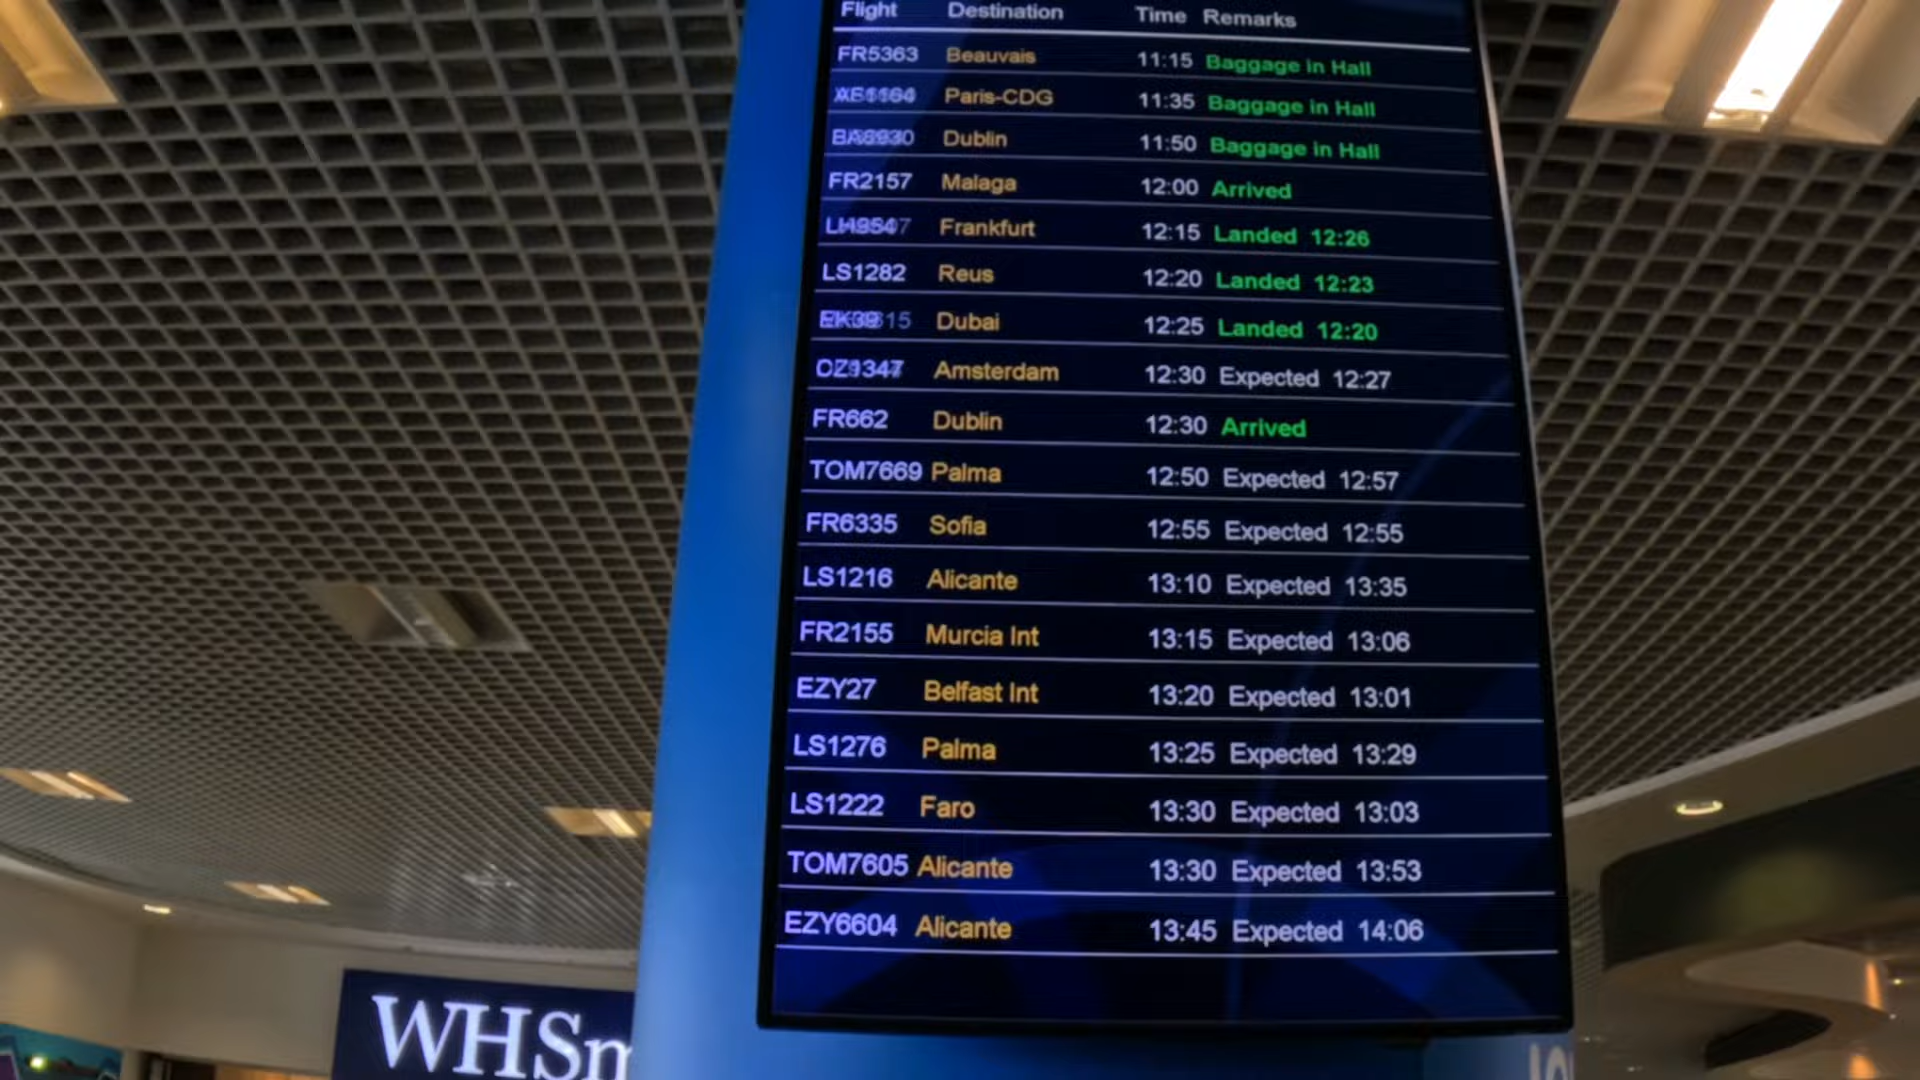 Flight Destination Time Remarks
FR5363 Beauvais 11:15 Baggage in Hall
Paris-CDG 11:35 Baggage in Hall
Dublin 11:50 Baggage in Hall
FR2157 Malaga 12:00 Arrived
Frankfurt 12:15 Landed 12:26
LS1282 Reus 12:20 Landed 12:23
Dubai 12:25 Landed 12:20
Amsterdam 12:30 Expected 12:27
FR662 Dublin 12:30 Arrived
TOM7669 Palma 12:50 Expected 12:57
FR6335 Sofia 12:55 Expected 12:55
LS1216 Alicante 13:10 Expected 13:35
FR2155 Murcia Int 13:15 Expected 13:06
EZY27 Belfast Int 13:20 Expected 13:01
LS1276 Palma 13:25 Expected 13:29
LS1222 Faro 13:30 Expected 13:03
TOM7605 Alicante 13:30 Expected 13:53
EZY6604 Alicante 13:45 Expected 14:06
WHSm